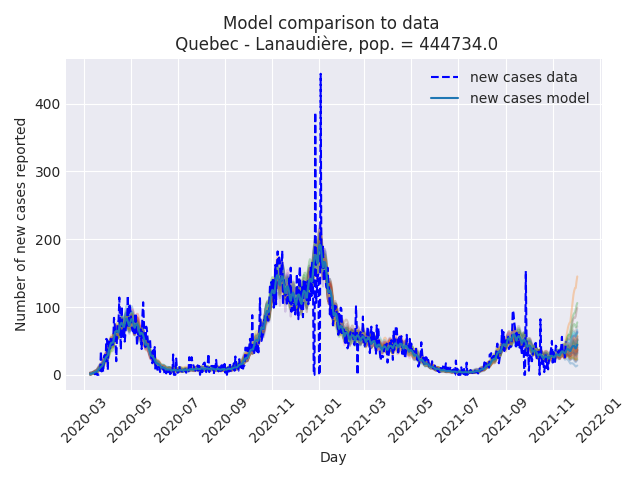 Model comparison to data
Quebec - Lanaudière, pop. = 444734.0
new cases data
new cases model
Number of new cases reported
400
300
200
100
0
2020-03
2020-05
2020-07
2020-09
2020-11
2021-01
2021-03
2021-05
2021-07
2021-09
2021-11
2022-01
Day